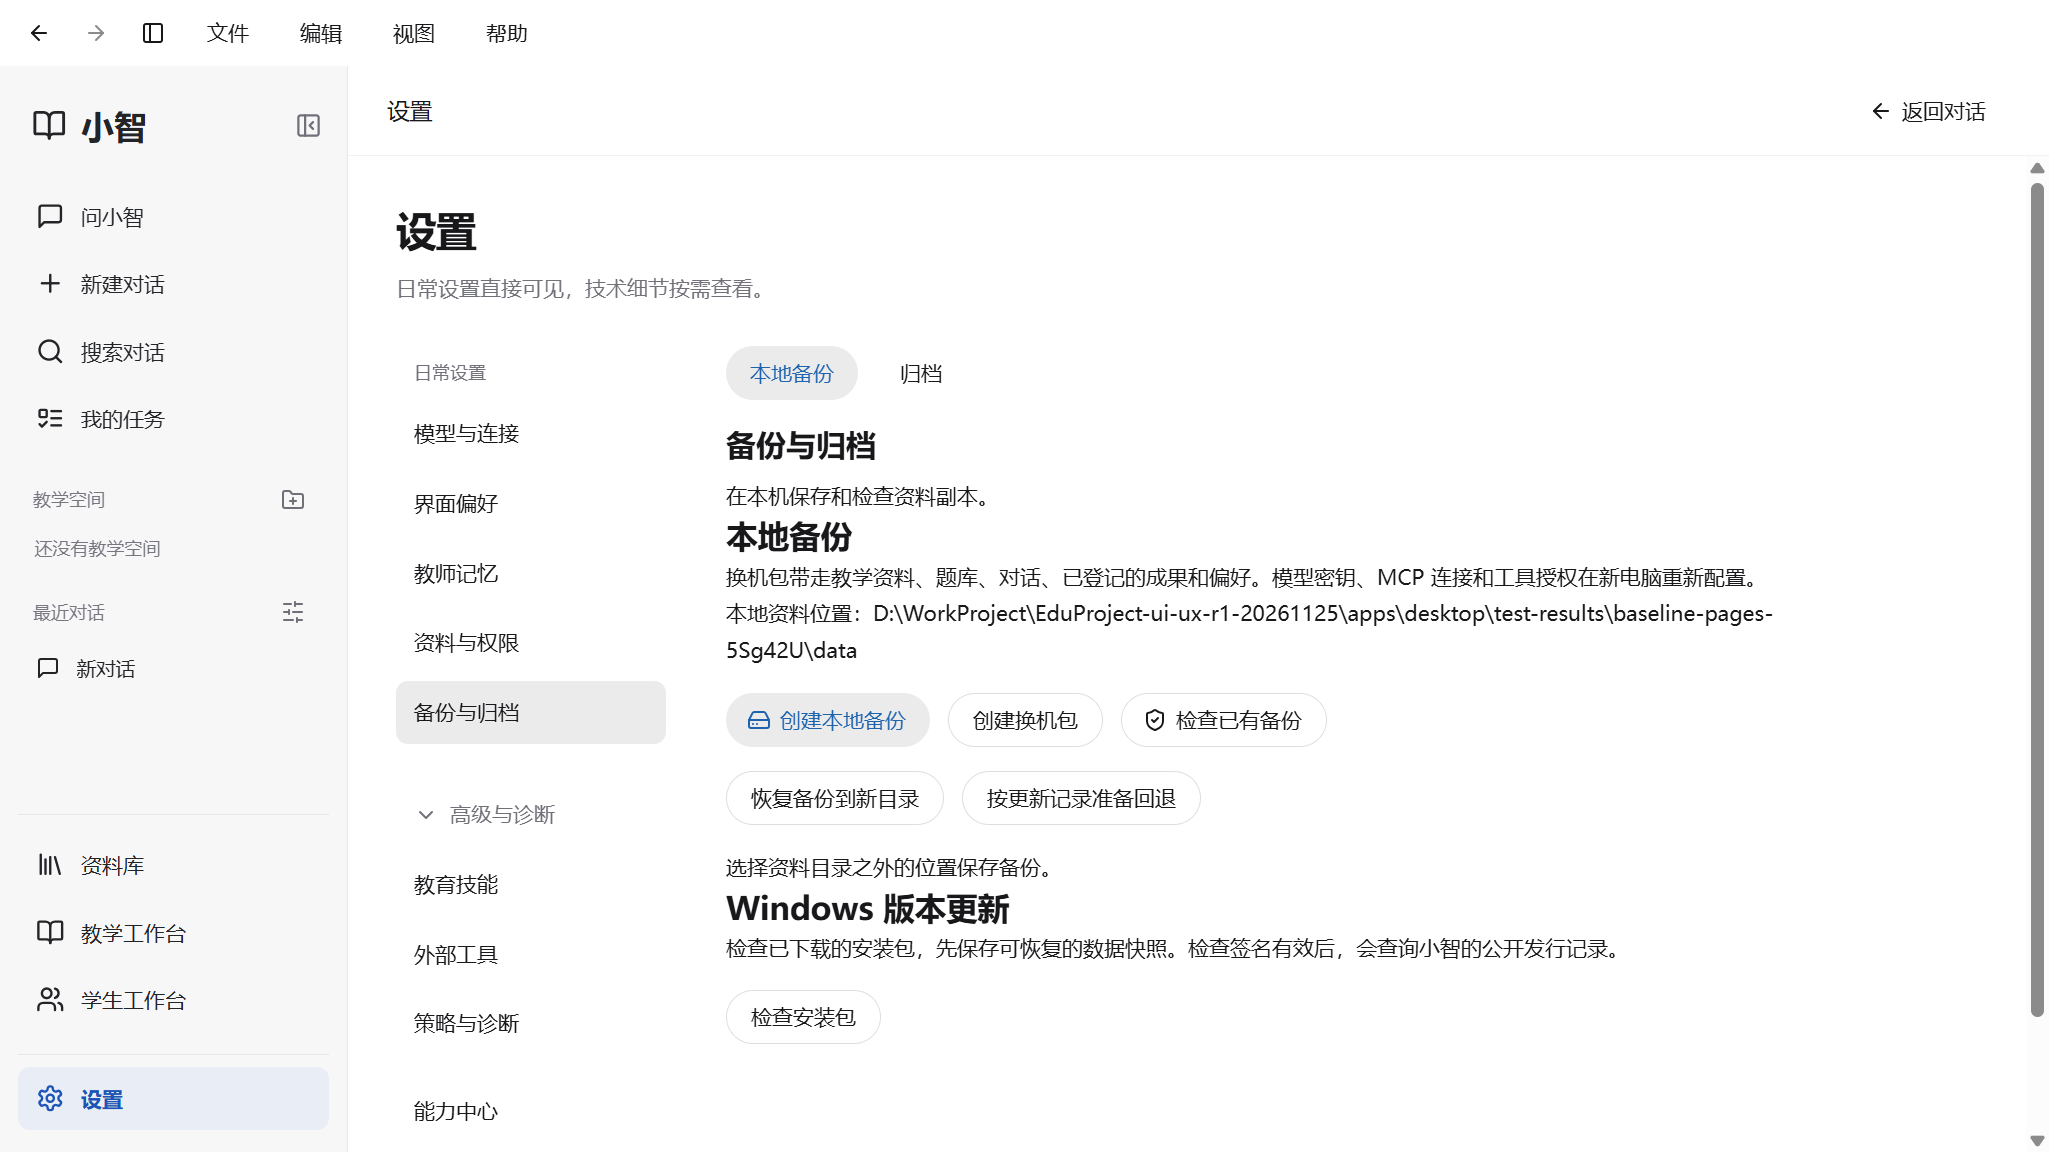 文件 编辑 视图 帮助
小智
问小智
新建对话
搜索对话
我的任务
教学空间
还没有教学空间
最近对话
新对话
资料库
教学工作台
学生工作台
设置
设置
返回对话
设置
日常设置直接可见，技术细节按需查看。
日常设置
模型与连接
界面偏好
教师记忆
资料与权限
备份与归档
高级与诊断
教育技能
外部工具
策略与诊断
能力中心
本地备份 归档
备份与归档
在本机保存和检查资料副本。
本地备份
换机包带走教学资料、题库、对话、已登记的成果和偏好。模型密钥、MCP 连接和工具授权在新电脑重新配置。
本地资料位置：D:\WorkProject\EduProject-ui-ux-r1-20261125\apps\desktop\test-results\baseline-pages-
5Sg42U\data
创建本地备份 创建换机包 检查已有备份
恢复备份到新目录 按更新记录准备回退
选择资料目录之外的位置保存备份。
Windows 版本更新
检查已下载的安装包，先保存可恢复的数据快照。检查签名有效后，会查询小智的公开发行记录。
检查安装包